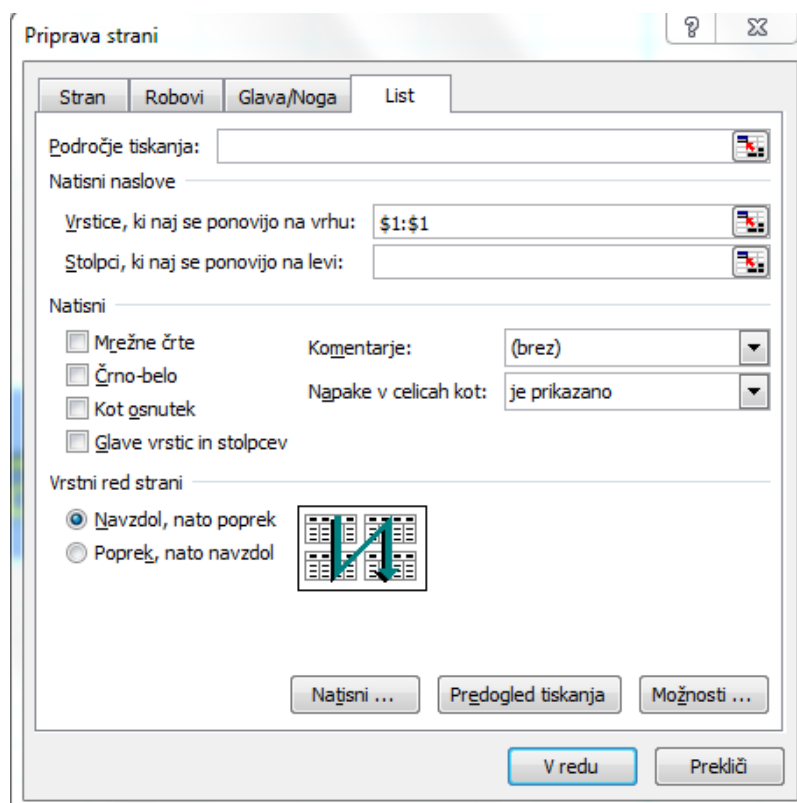 Priprava strani
Stran Robovi Glava/Noga List
Področje tiskanja:
Natisni naslove
Vrstice, ki naj se ponovijo na vrhu: $1:$1
Stolpci, ki naj se ponovijo na levi:
Natisni
Mrežne črte
Komentarje: (brez)
Črno-belo
Napake v celicah kot: je prikazano
Kot osnutek
Glave vrstic in stolpcev
Vrstni red strani
Navzdol, nato poprek
Poprek, nato navzdol
Natisni ... Predogled tiskanja Možnosti ...
V redu Prekliči